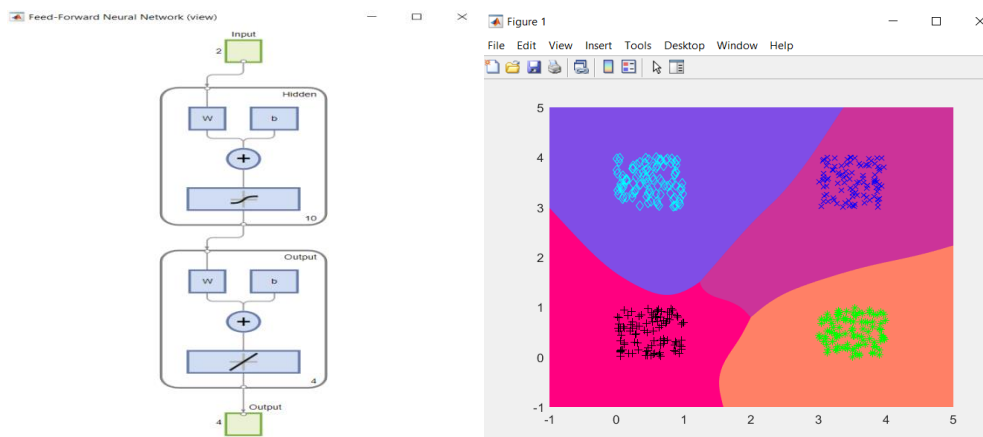 Feed-Forward Neural Network (view)
Input
2
Hidden
W
b
+
10
Output
W
b
+
4
Output
4
Figure 1
File Edit View Insert Tools Desktop Window Help
5
4
3
2
1
0
-1
-1 0 1 2 3 4 5